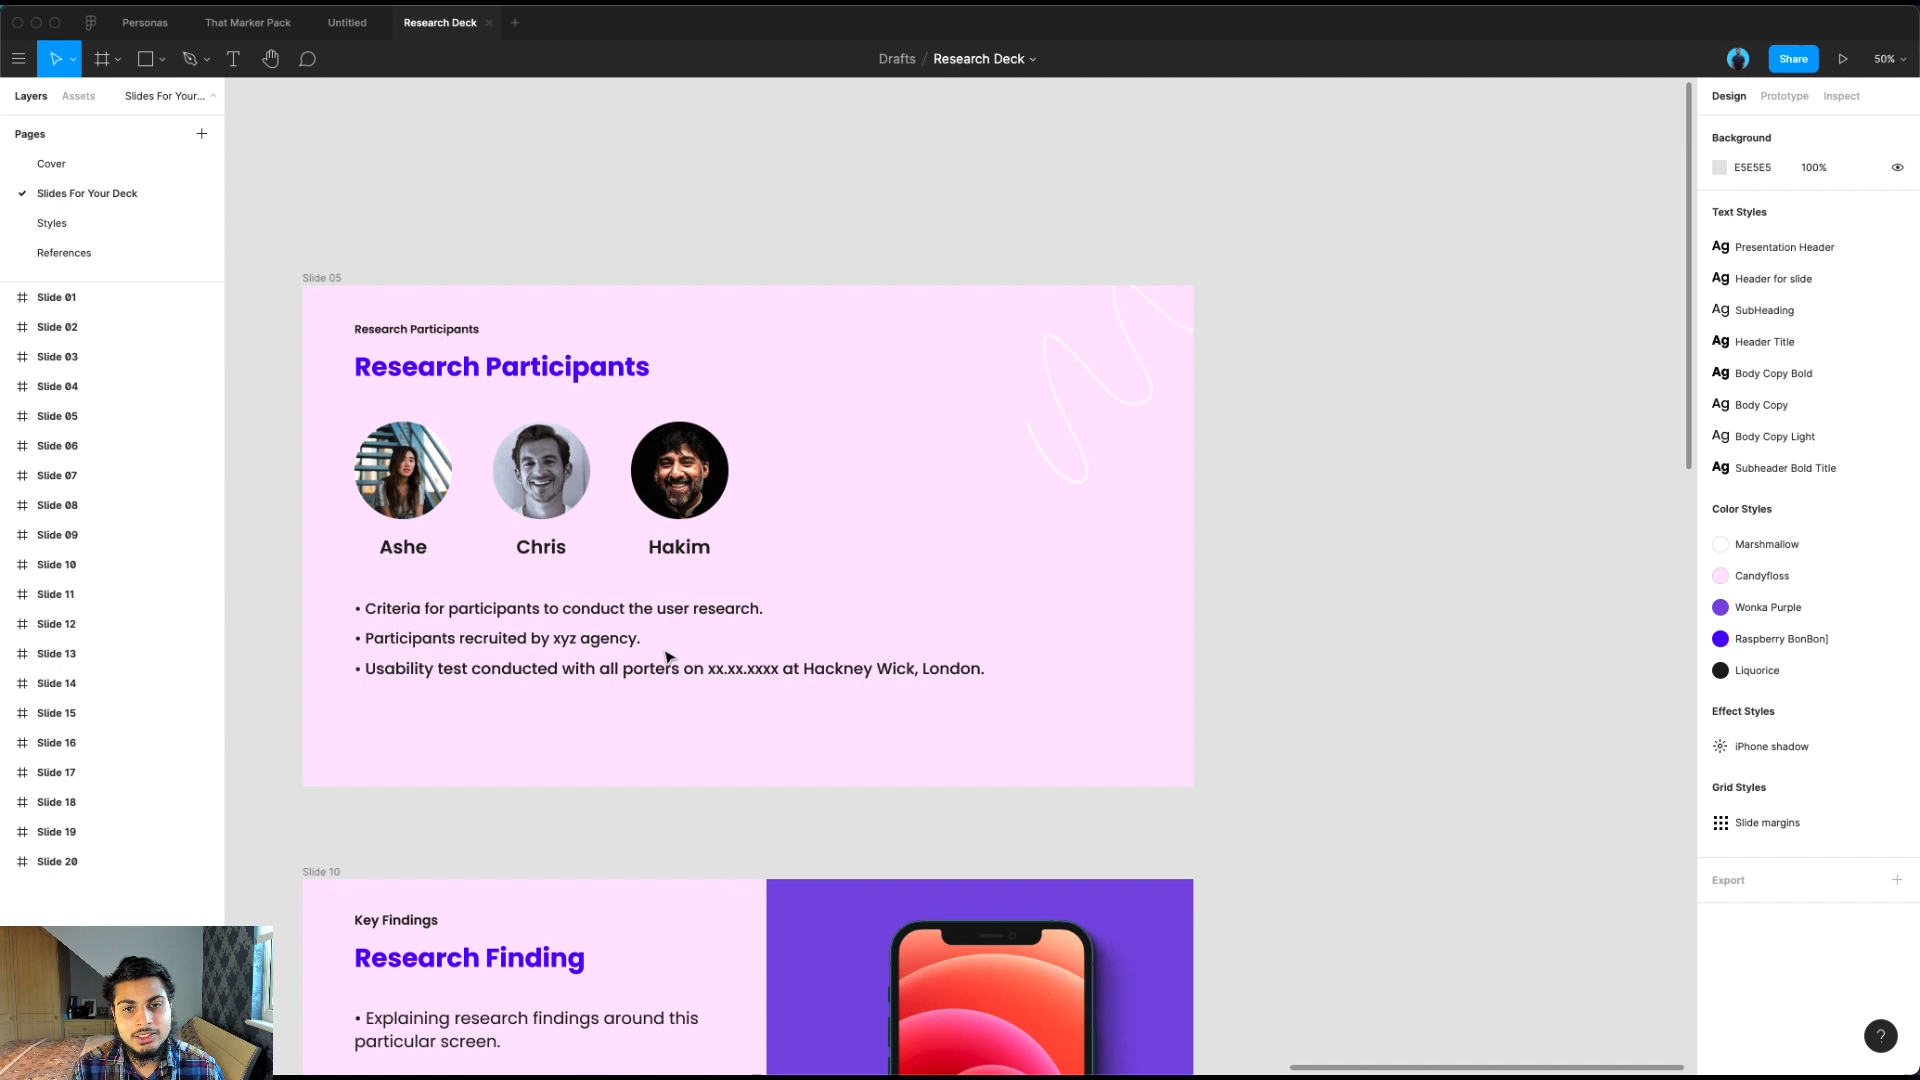 Personas
That Marker Pack
Untitled
Research Deck
Drafts / Research Deck
Share
50%
Layers
Assets
Slides For Your...
Pages
Cover
Slides For Your Deck
Styles
References
Slide 01
Slide 02
Slide 03
Slide 04
Slide 05
Slide 06
Slide 07
Slide 08
Slide 09
Slide 10
Slide 11
Slide 12
Slide 13
Slide 14
Slide 15
Slide 16
Slide 17
Slide 18
Slide 19
Slide 20
Slide 05
Research Participants
Research Participants
Ashe
Chris
Hakim
• Criteria for participants to conduct the user research.
• Participants recruited by xyz agency.
• Usability test conducted with all porters on xx.xx.xxxx at Hackney Wick, London.
Slide 10
Key Findings
Research Finding
• Explaining research findings around this
particular screen.
Design
Prototype
Inspect
Background
E5E5E5
100%
Text Styles
Ag Presentation Header
Ag Header for slide
Ag SubHeading
Ag Header Title
Ag Body Copy Bold
Ag Body Copy
Ag Body Copy Light
Ag Subheader Bold Title
Color Styles
Marshmallow
Candyfloss
Wonka Purple
Raspberry BonBon]
Liquorice
Effect Styles
iPhone shadow
Grid Styles
Slide margins
Export
?